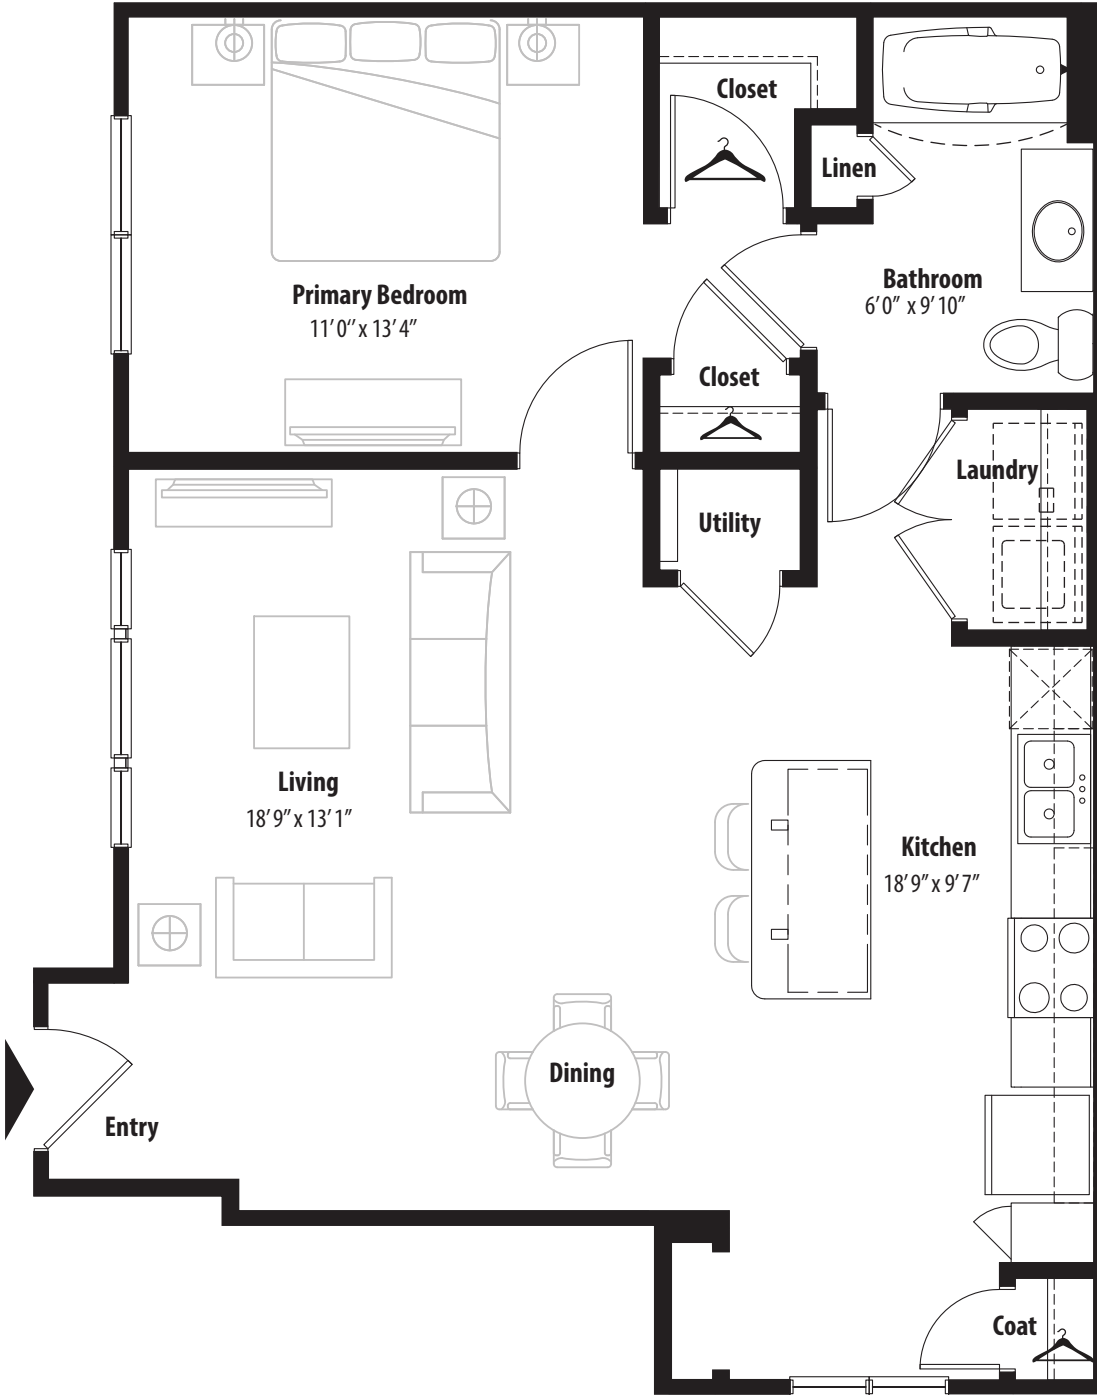 Closet
Linen
Primary Bedroom
11'0" x 13'4"
Bathroom
6'0" x 9'10"
Closet
Laundry
Utility
Living
18'9" x 13'1"
Kitchen
18'9" x 9'7"
Dining
Entry
Coat